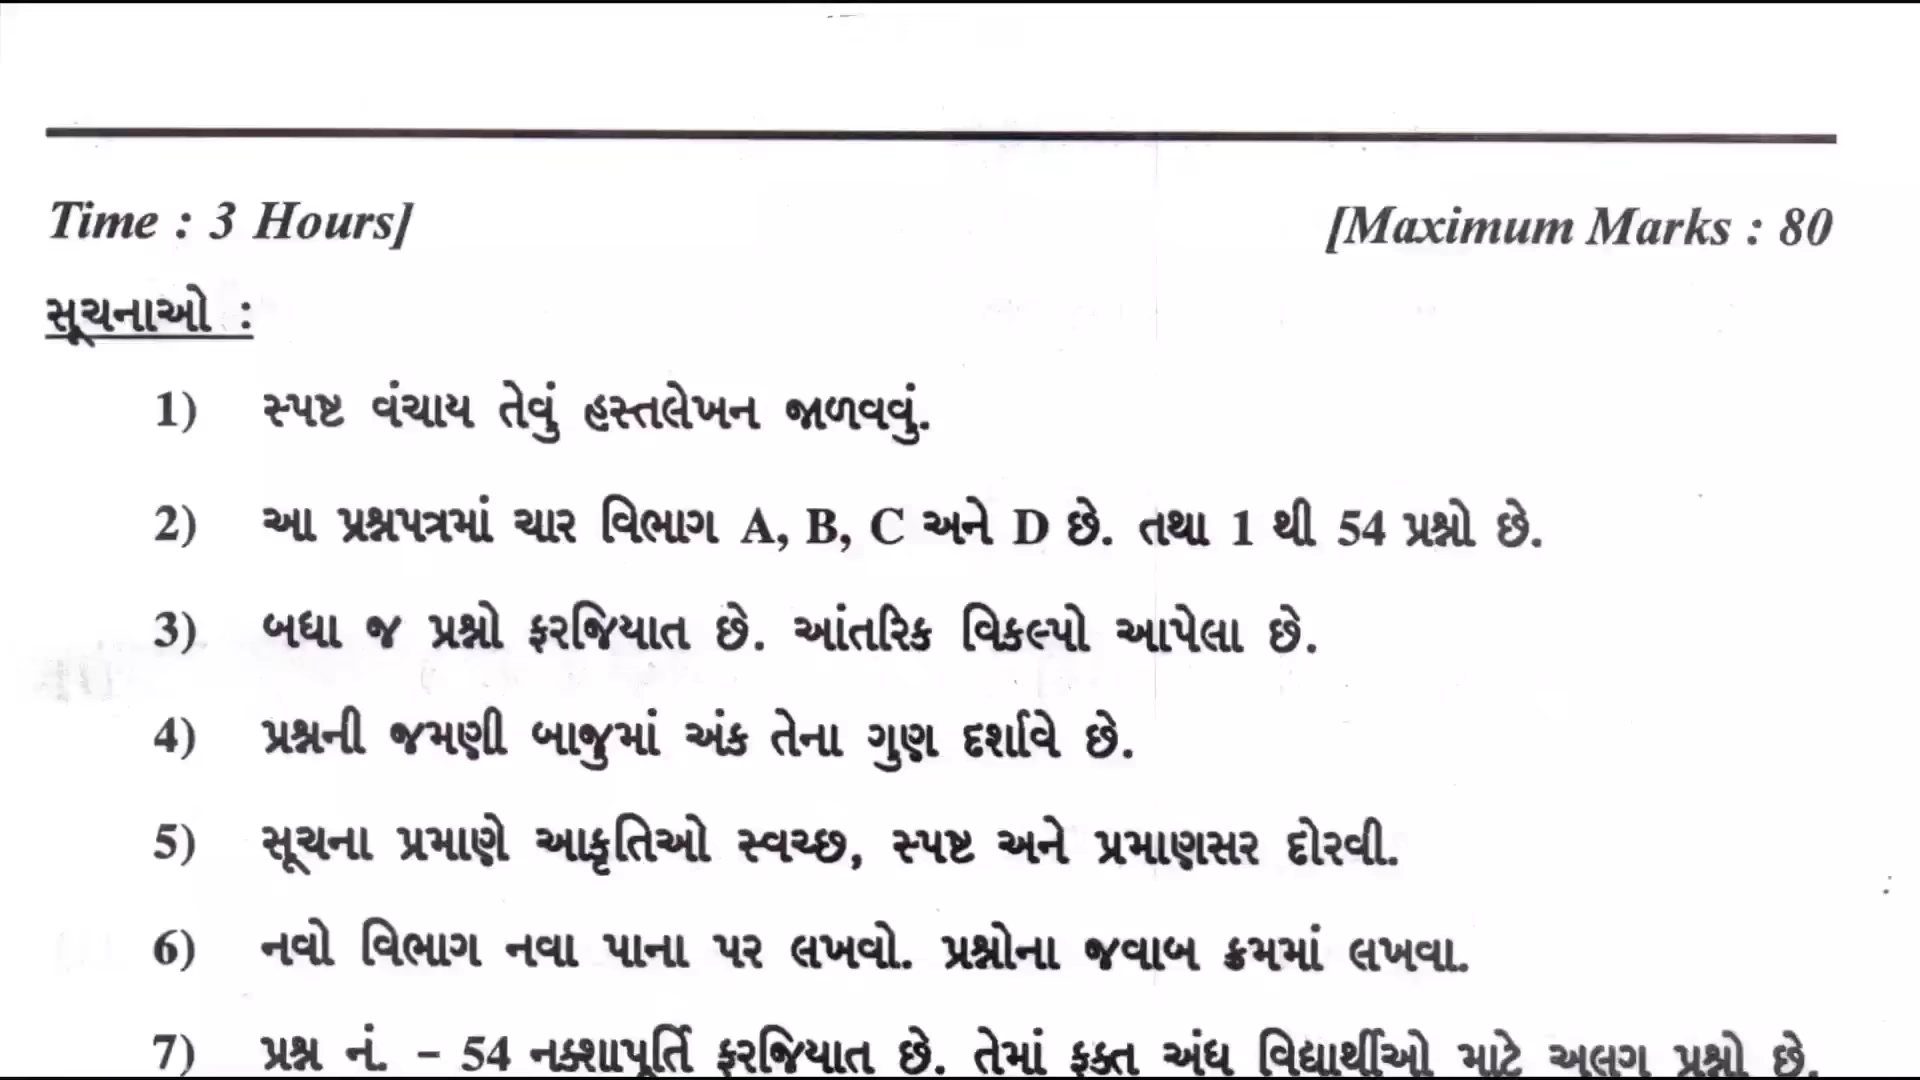 Time : 3 Hours]
[Maximum Marks : 80
સૂચનાઓ :
1) સ્પષ્ટ વંચાય તેવું હસ્તલેખન જાળવવું.
2) આ પ્રશ્નપત્રમાં ચાર વિભાગ A, B, C અને D છે. તથા 1 થી 54 પ્રશ્નો છે.
3) બધા જ પ્રશ્નો ફરજિયાત છે. આંતરિક વિકલ્પો આપેલા છે.
4) પ્રશ્નની જમણી બાજુમાં અંક તેના ગુણ દર્શાવે છે.
5) સૂચના પ્રમાણે આકૃતિઓ સ્વચ્છ, સ્પષ્ટ અને પ્રમાણસર દોરવી.
6) નવો વિભાગ નવા પાના પર લખવો. પ્રશ્નોના જવાબ ક્રમમાં લખવા.
7) પ્રશ્ન નં. – 54 નક્શાપૂર્તિ ફરજિયાત છે. તેમાં ફક્ત અંધ વિદ્યાર્થીઓ માટે અલગ પ્રશ્નો છે.